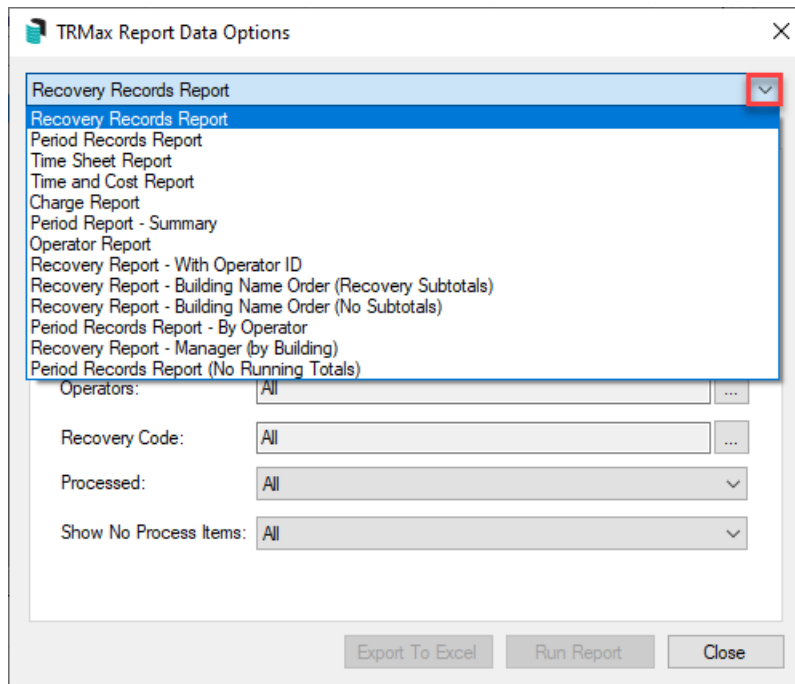 TRMax Report Data Options
Recovery Records Report
Recovery Records Report
Period Records Report
Time Sheet Report
Time and Cost Report
Charge Report
Period Report - Summary
Operator Report
Recovery Report - With Operator ID
Recovery Report - Building Name Order (Recovery Subtotals)
Recovery Report - Building Name Order (No Subtotals)
Period Records Report - By Operator
Recovery Report - Manager (by Building)
Period Records Report (No Running Totals)
Operators: All ...
Recovery Code: All ...
Processed: All
Show No Process Items: All
Export To Excel Run Report Close